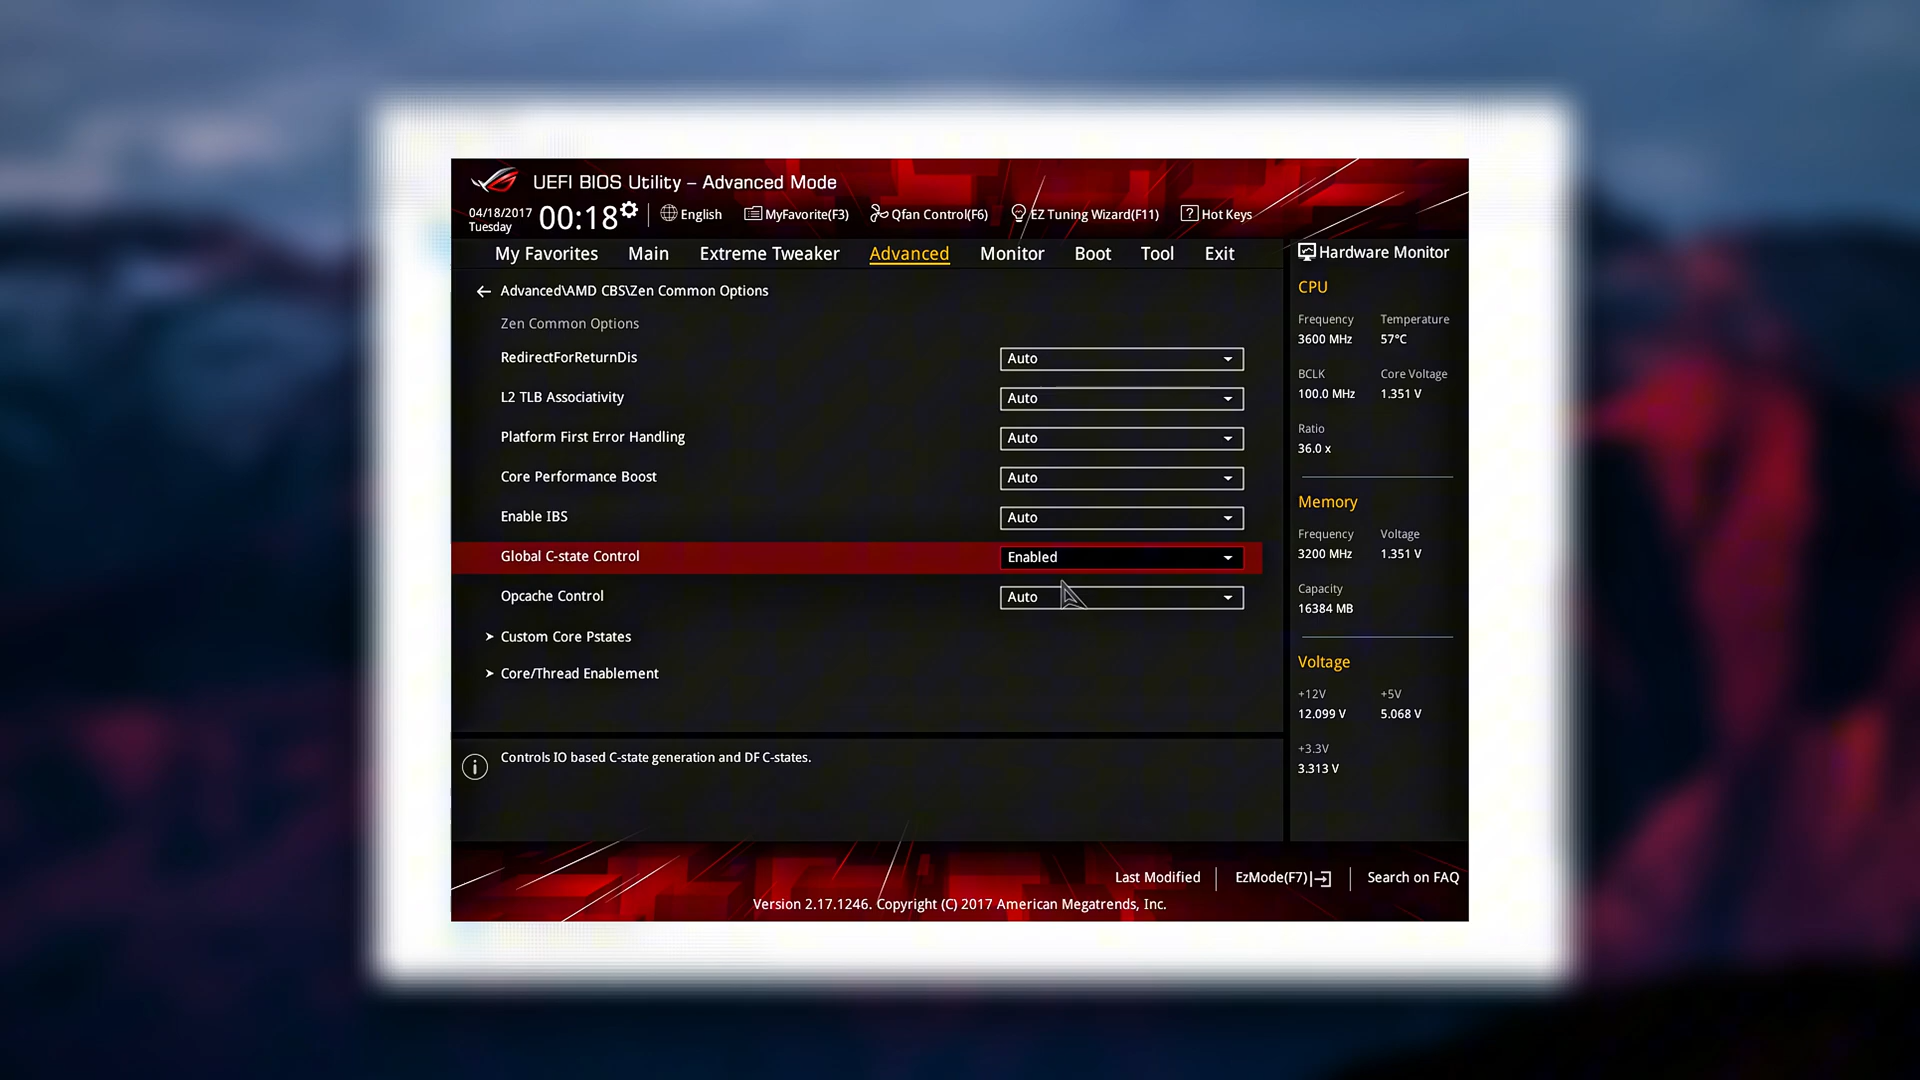 UEFI BIOS Utility – Advanced Mode
04/18/2017
Tuesday
00:18
English
MyFavorite(F3)
Qfan Control(F6)
EZ Tuning Wizard(F11)
? Hot Keys
My Favorites
Main
Extreme Tweaker
Advanced
Monitor
Boot
Tool
Exit
Advanced\AMD CBS\Zen Common Options
Zen Common Options
RedirectForReturnDis Auto
L2 TLB Associativity Auto
Platform First Error Handling Auto
Core Performance Boost Auto
Enable IBS Auto
Global C-state Control Enabled
Opcache Control Auto
Custom Core Pstates
Core/Thread Enablement
Controls IO based C-state generation and DF C-states.
Hardware Monitor
CPU
Frequency Temperature
3600 MHz 57°C
BCLK Core Voltage
100.0 MHz 1.351 V
Ratio
36.0 x
Memory
Frequency Voltage
3200 MHz 1.351 V
Capacity
16384 MB
Voltage
+12V +5V
12.099 V 5.068 V
+3.3V
3.313 V
Last Modified
EzMode(F7)
Search on FAQ
Version 2.17.1246. Copyright (C) 2017 American Megatrends, Inc.